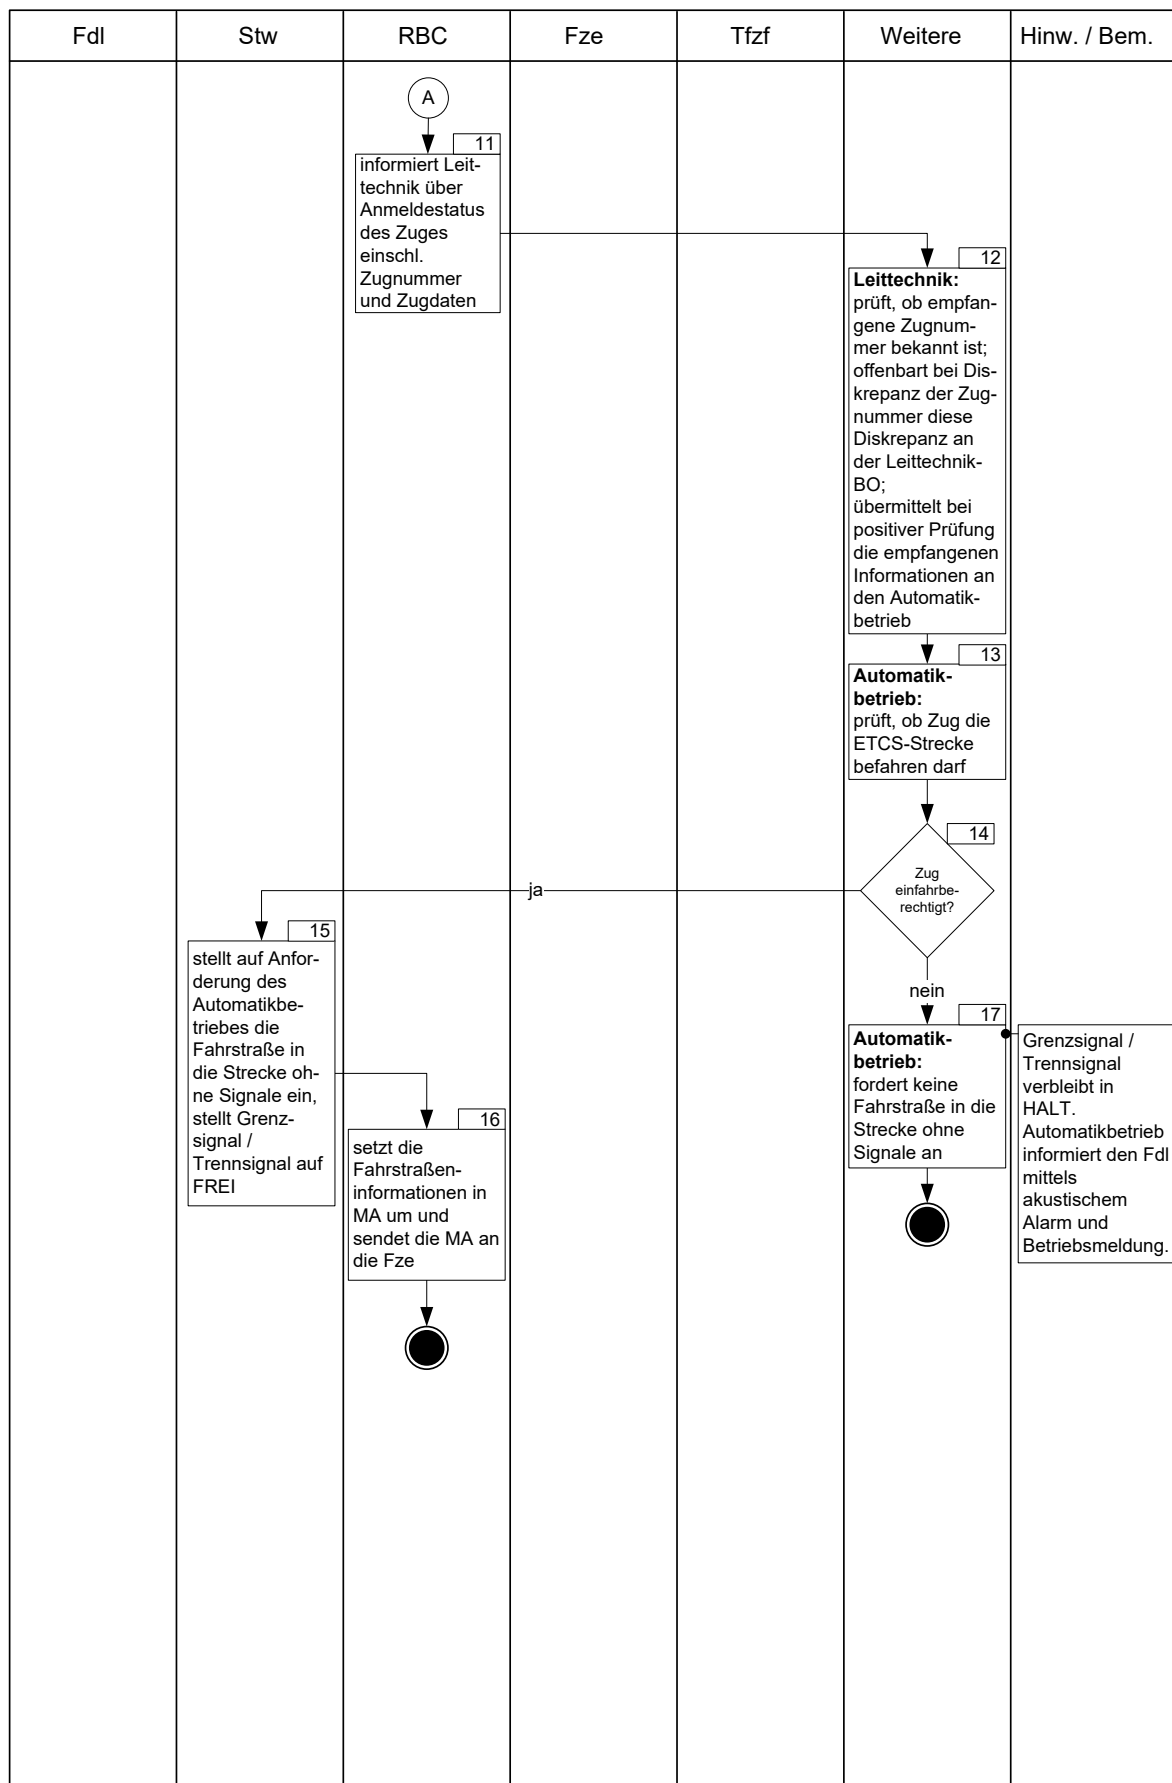 Fdl
Stw
RBC
Fze
Tfzf
Weitere
Hinw. / Bem.
A
11
informiert Leit-
technik über
Anmeldestatus
des Zuges
einschl.
Zugnummer
und Zugdaten
12
Leittechnik:
prüft, ob empfan-
gene Zugnum-
mer bekannt ist;
offenbart bei Dis-
krepanz der Zug-
nummer diese
Diskrepanz an
der Leittechnik-
BO;
übermittelt bei
positiver Prüfung
die empfangenen
Informationen an
den Automatik-
betrieb
13
Automatik-
betrieb:
prüft, ob Zug die
ETCS-Strecke
befahren darf
14
Zug
einfahrbe-
rechtigt?
ja
15
stellt auf Anfor-
derung des
Automatikbe-
triebes die
Fahrstraße in
die Strecke oh-
ne Signale ein,
stellt Grenz-
signal /
Trennsignal auf
FREI
16
setzt die
Fahrstraßen-
informationen in
MA um und
sendet die MA an
die Fze
nein
17
Automatik-
betrieb:
fordert keine
Fahrstraße in die
Strecke ohne
Signale an
Grenzsignal /
Trennsignal
verbleibt in
HALT.
Automatikbetrieb
informiert den Fdl
mittels
akustischem
Alarm und
Betriebsmeldung.